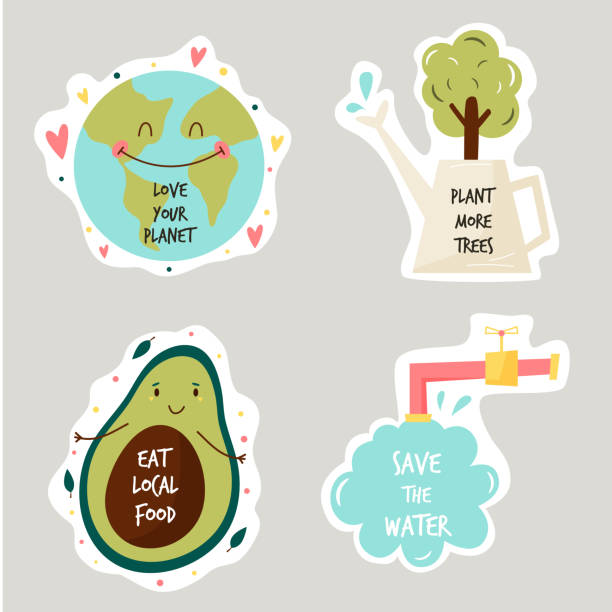 LOVE
YOUR
PLANET
PLANT
MORE
TREES
EAT
LOCAL
FOOD
SAVE
THE
WATER